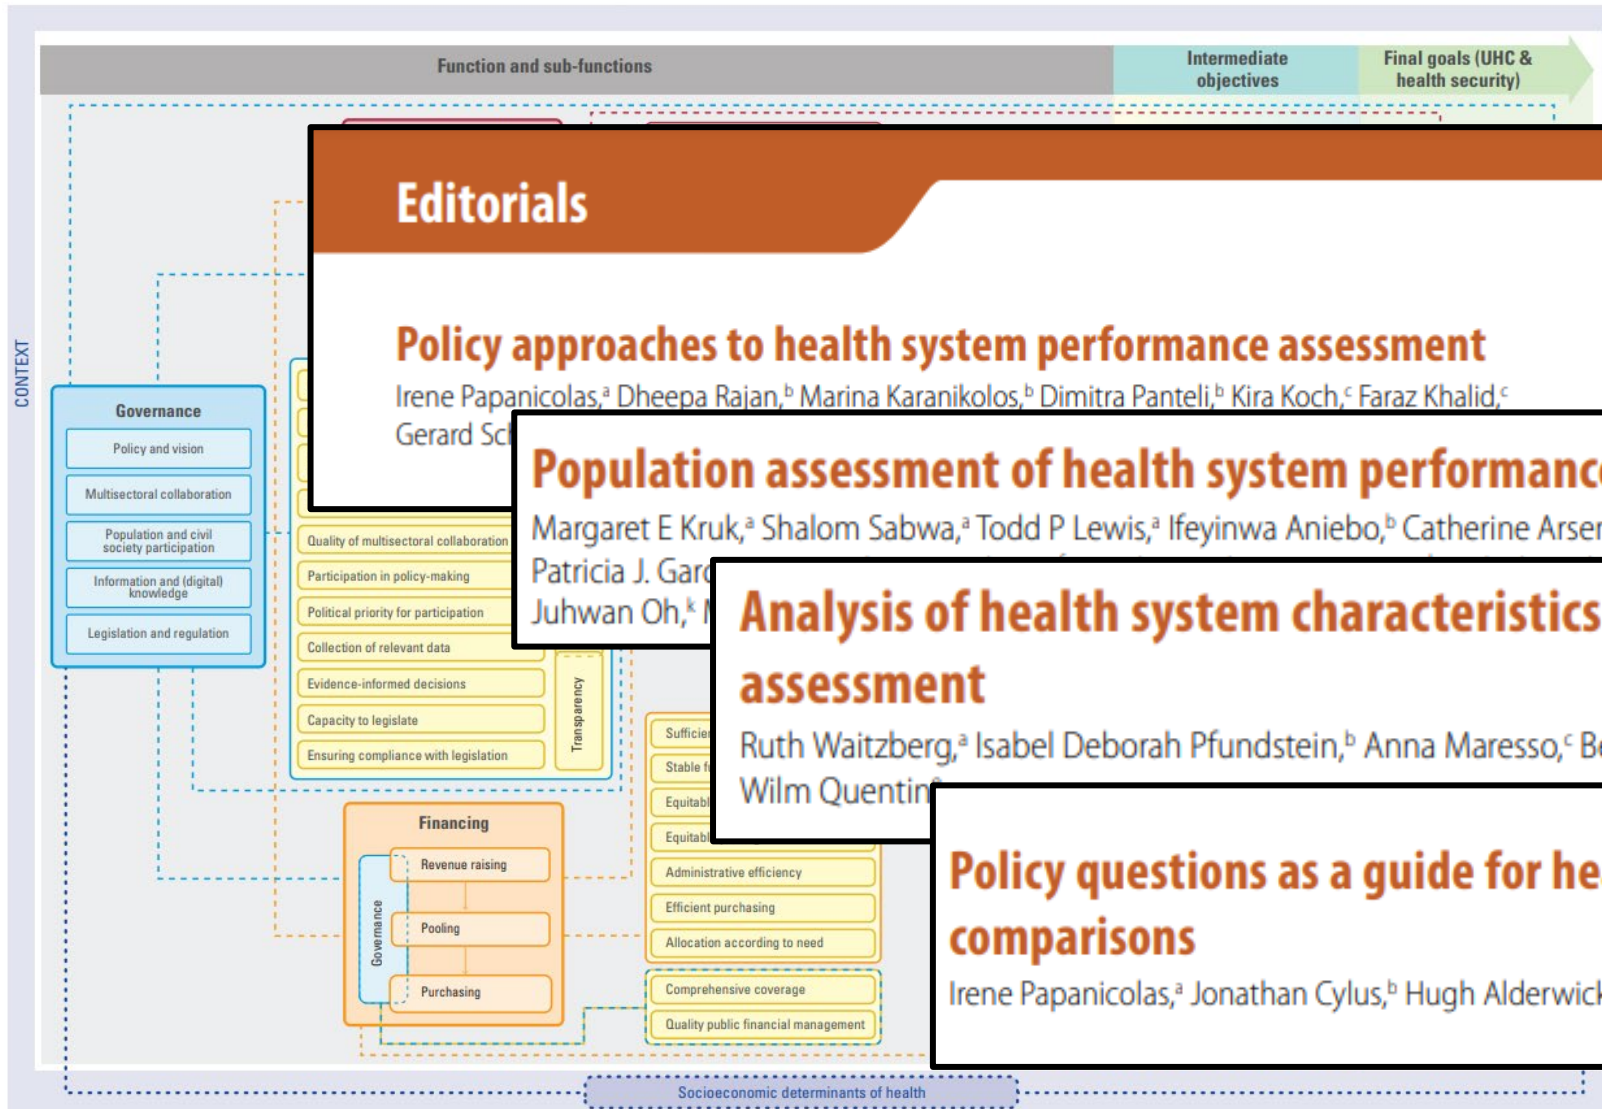 Function and sub-functions
Intermediate
objectives
Final goals (UHC &
health security)
CONTEXT
Editorials
Policy approaches to health system performance assessment
Irene Papanicolas,ᵃ Dheepa Rajan,ᵇ Marina Karanikolos,ᵇ Dimitra Panteli,ᵇ Kira Koch,ᶜ Faraz Khalid,ᶜ
Gerard
Population assessment of health system performance
Margaret E Kruk,ᵃ Shalom Sabwa,ᵃ Todd P Lewis,ᵃ Ifeyinwa Aniebo,ᵇ Catherine
Patricia J.
Juhwan Oh,ᵏ
Analysis of health system characteristics
assessment
Ruth Waitzberg,ᵃ Isabel Deborah Pfundstein,ᵇ Anna Maresso,ᶜ
Wilm Quentin
Policy questions as a guide for
comparisons
Irene Papanicolas,ᵃ Jonathan Cylus,ᵇ Hugh Alderwick
Governance
Policy and vision
Multisectoral collaboration
Population and civil
society participation
Information and (digital)
knowledge
Legislation and regulation
Quality of multisectoral collaboration
Participation in policy-making
Political priority for participation
Collection of relevant data
Evidence-informed decisions
Capacity to legislate
Ensuring compliance with legislation
Transparency
Financing
Governance
Revenue raising
Pooling
Purchasing
Stable
Administrative efficiency
Efficient purchasing
Allocation according to need
Comprehensive coverage
Quality public financial management
Socioeconomic determinants of health